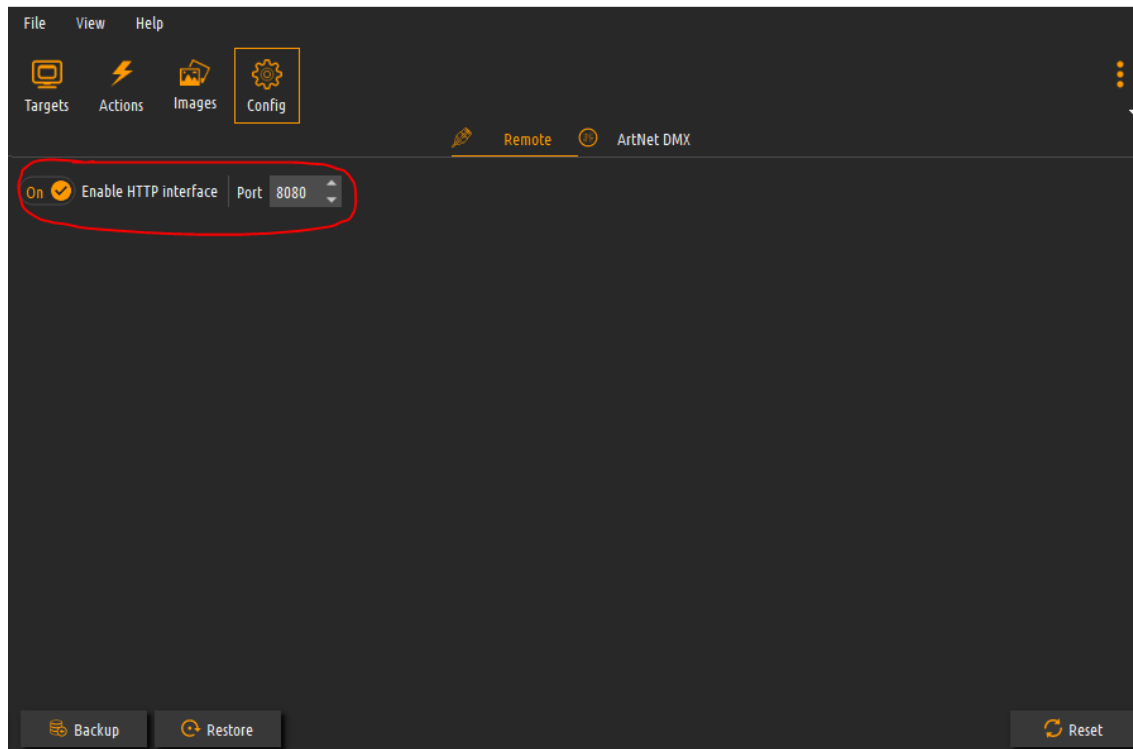 File View Help
Targets Actions Images Config
Remote ArtNet DMX
On Enable HTTP interface Port 8080
Backup Restore Reset